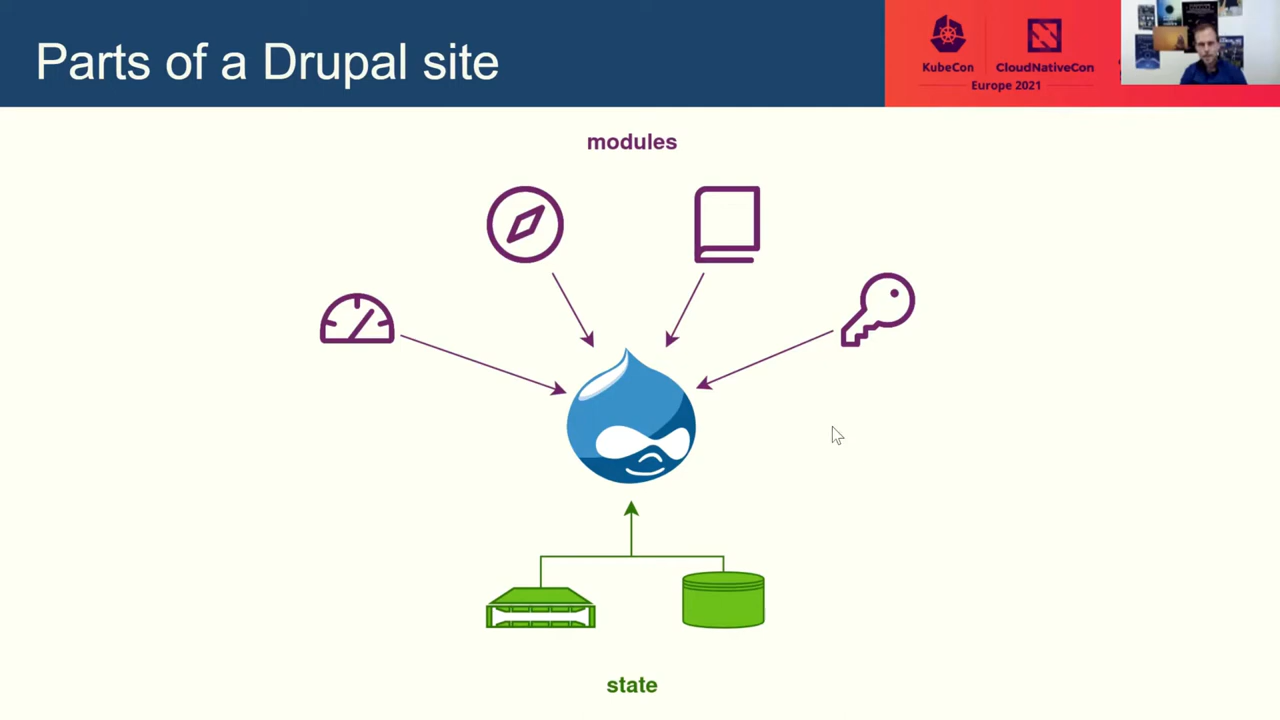 Parts of a Drupal site
KubeCon
CloudNativeCon
Europe 2021
modules
state